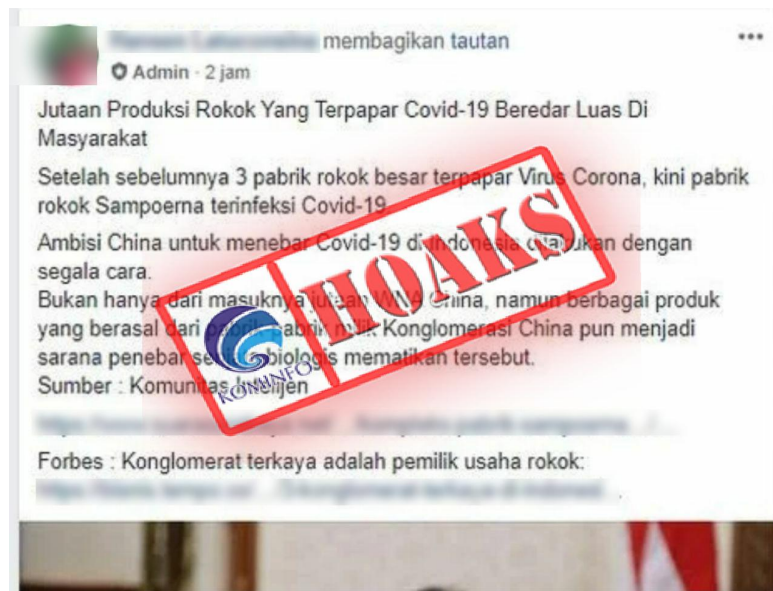 membagikan tautan
Admin · 2 jam
Jutaan Produksi Rokok Yang Terpapar Covid-19 Beredar Luas Di
Masyarakat
Setelah sebelumnya 3 pabrik rokok besar terpapar Virus Corona, kini pabrik
rokok Sampoerna terinfeksi Covid-19
Ambisi China untuk menebar Covid-19 di Indonesia dilakukan dengan
segala cara.
Bukan hanya dari masuknya jutaan WNA China, namun berbagai produk
yang berasal dari pabrik-pabrik milik Konglomerasi China pun menjadi
sarana penebar senjata biologis mematikan tersebut.
Sumber : Komunitas Intelijen
HOAKS
KOMINFO
Forbes : Konglomerat terkaya adalah pemilik usaha rokok: